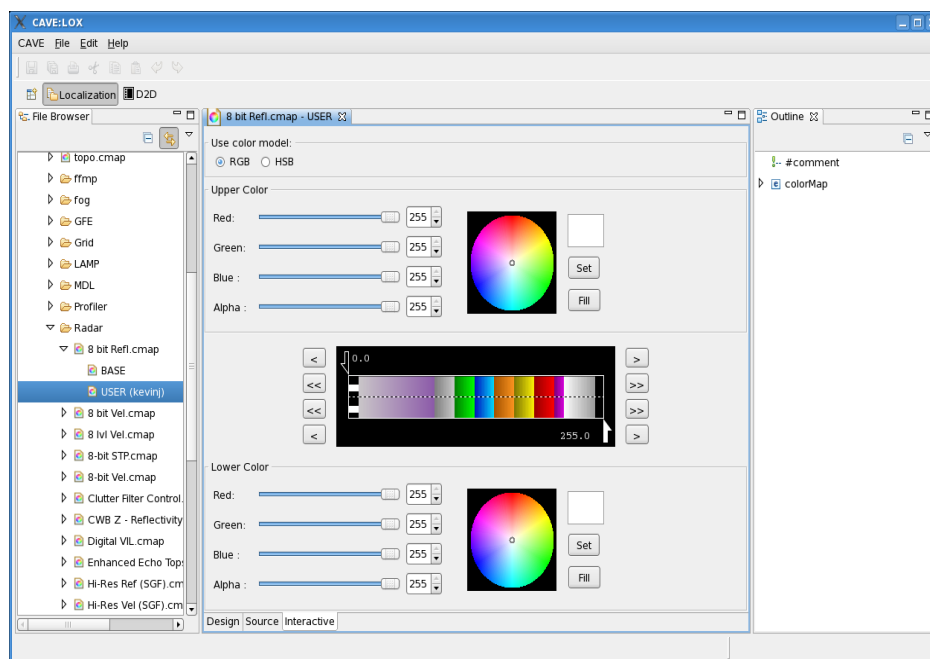 CAVE:LOX
CAVE File Edit Help
Localization D2D
File Browser
topo.cmap
ffmp
fog
GFE
Grid
LAMP
MDL
Profiler
Radar
8 bit Refl.cmap
BASE
USER (kevinj)
8 bit Vel.cmap
8 lvl Vel.cmap
8-bit STP.cmap
8-bit Vel.cmap
Clutter Filter Control.
CWB Z - Reflectivity
Digital VIL.cmap
Enhanced Echo Tops
Hi-Res Ref (SGF).cm
Hi-Res Vel (SGF).cm
8 bit Refl.cmap - USER
Use color model:
RGB HSB
Upper Color
Red: 255
Green: 255
Blue : 255
Alpha : 255
Set
Fill
< 0.0 >
<< >>
<< >>
< 255.0 >
Lower Color
Red: 255
Green: 255
Blue : 255
Alpha : 255
Set
Fill
Design Source Interactive
Outline
#comment
colorMap